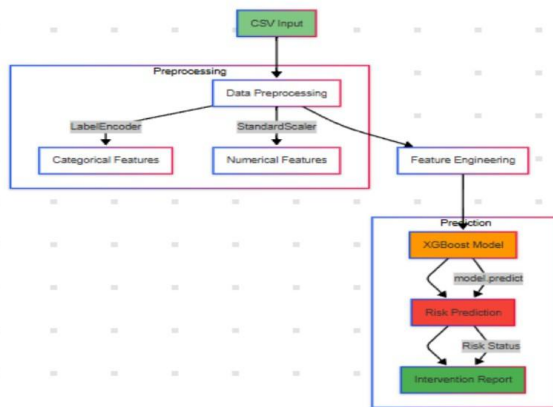 CSV Input
Preprocessing
Data Preprocessing
LabelEncoder
StandardScaler
Categorical Features
Numerical Features
Feature Engineering
Prediction
XGBoost Model
model.predict
Risk Prediction
Risk Status
Intervention Report